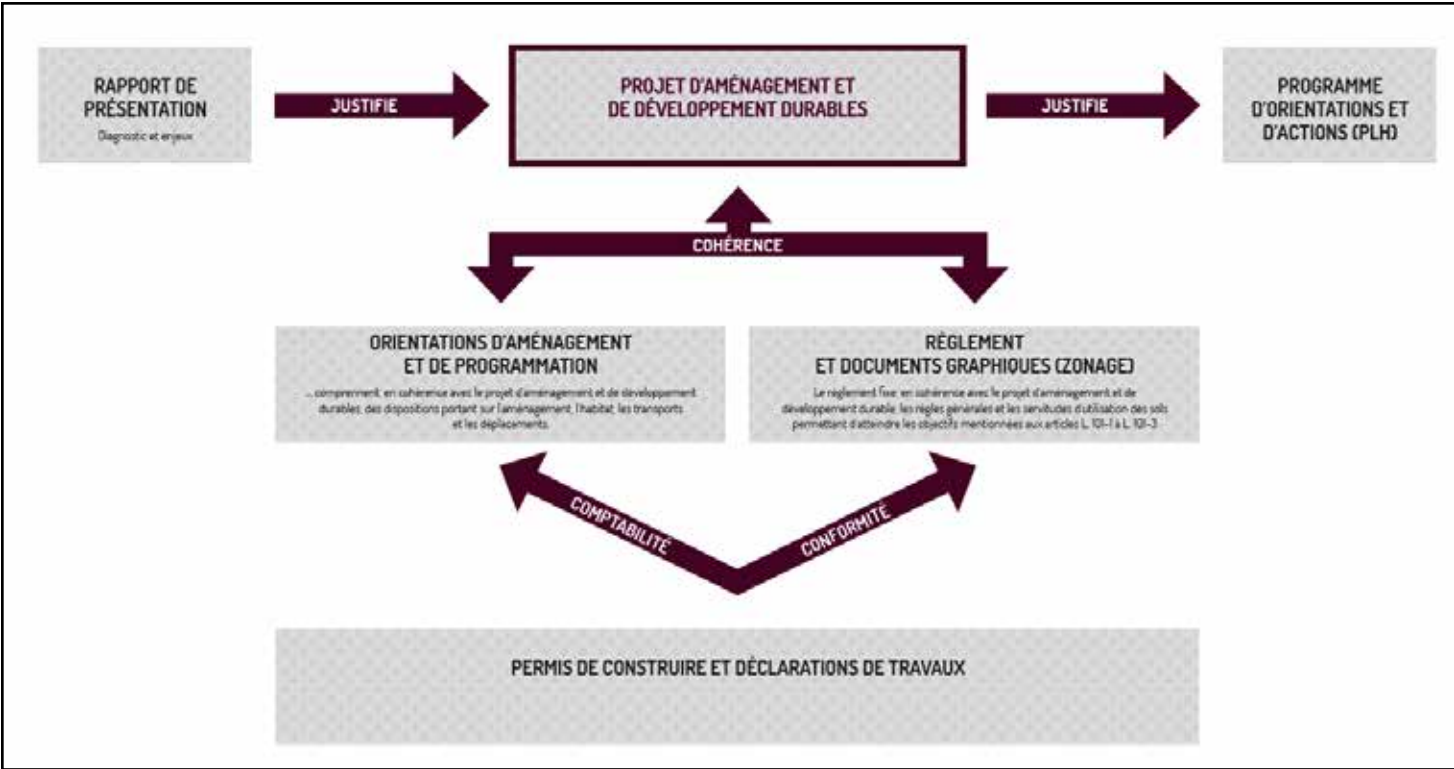 RAPPORT DE
PRÉSENTATION
Diagnostic et enjeux
JUSTIFIE
PROJET D'AMÉNAGEMENT ET
DE DÉVELOPPEMENT DURABLES
JUSTIFIE
PROGRAMME
D'ORIENTATIONS ET
D'ACTIONS (PLH)
COHÉRENCE
ORIENTATIONS D'AMÉNAGEMENT
ET DE PROGRAMMATION
... comprennent, en cohérence avec le projet d'aménagement et de développement
durables, des dispositions portant sur l'aménagement, l'habitat, les transports
et les déplacements.
RÈGLEMENT
ET DOCUMENTS GRAPHIQUES (ZONAGE)
Le règlement fixe, en cohérence avec le projet d'aménagement et de
développement durable, les règles générales et les servitudes d'utilisation des sols
permettant d'atteindre les objectifs mentionnées aux articles L. 101-1 à L. 101-3
COMPTABILITÉ
CONFORMITÉ
PERMIS DE CONSTRUIRE ET DÉCLARATIONS DE TRAVAUX